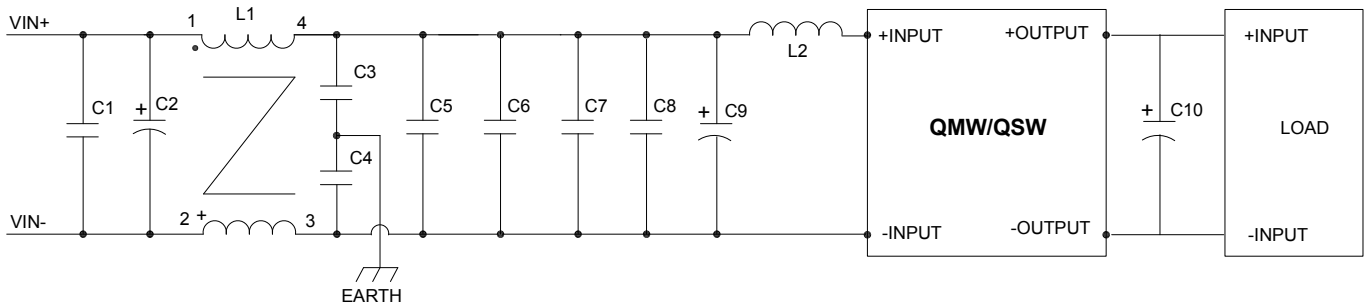 VIN+
1
L1
4
L2
+INPUT
+OUTPUT
+INPUT
C1
+ C2
C3
C5
C6
C7
C8
+ C9
QMW/QSW
+ C10
LOAD
C4
VIN-
2 +
3
-INPUT
-OUTPUT
-INPUT
EARTH